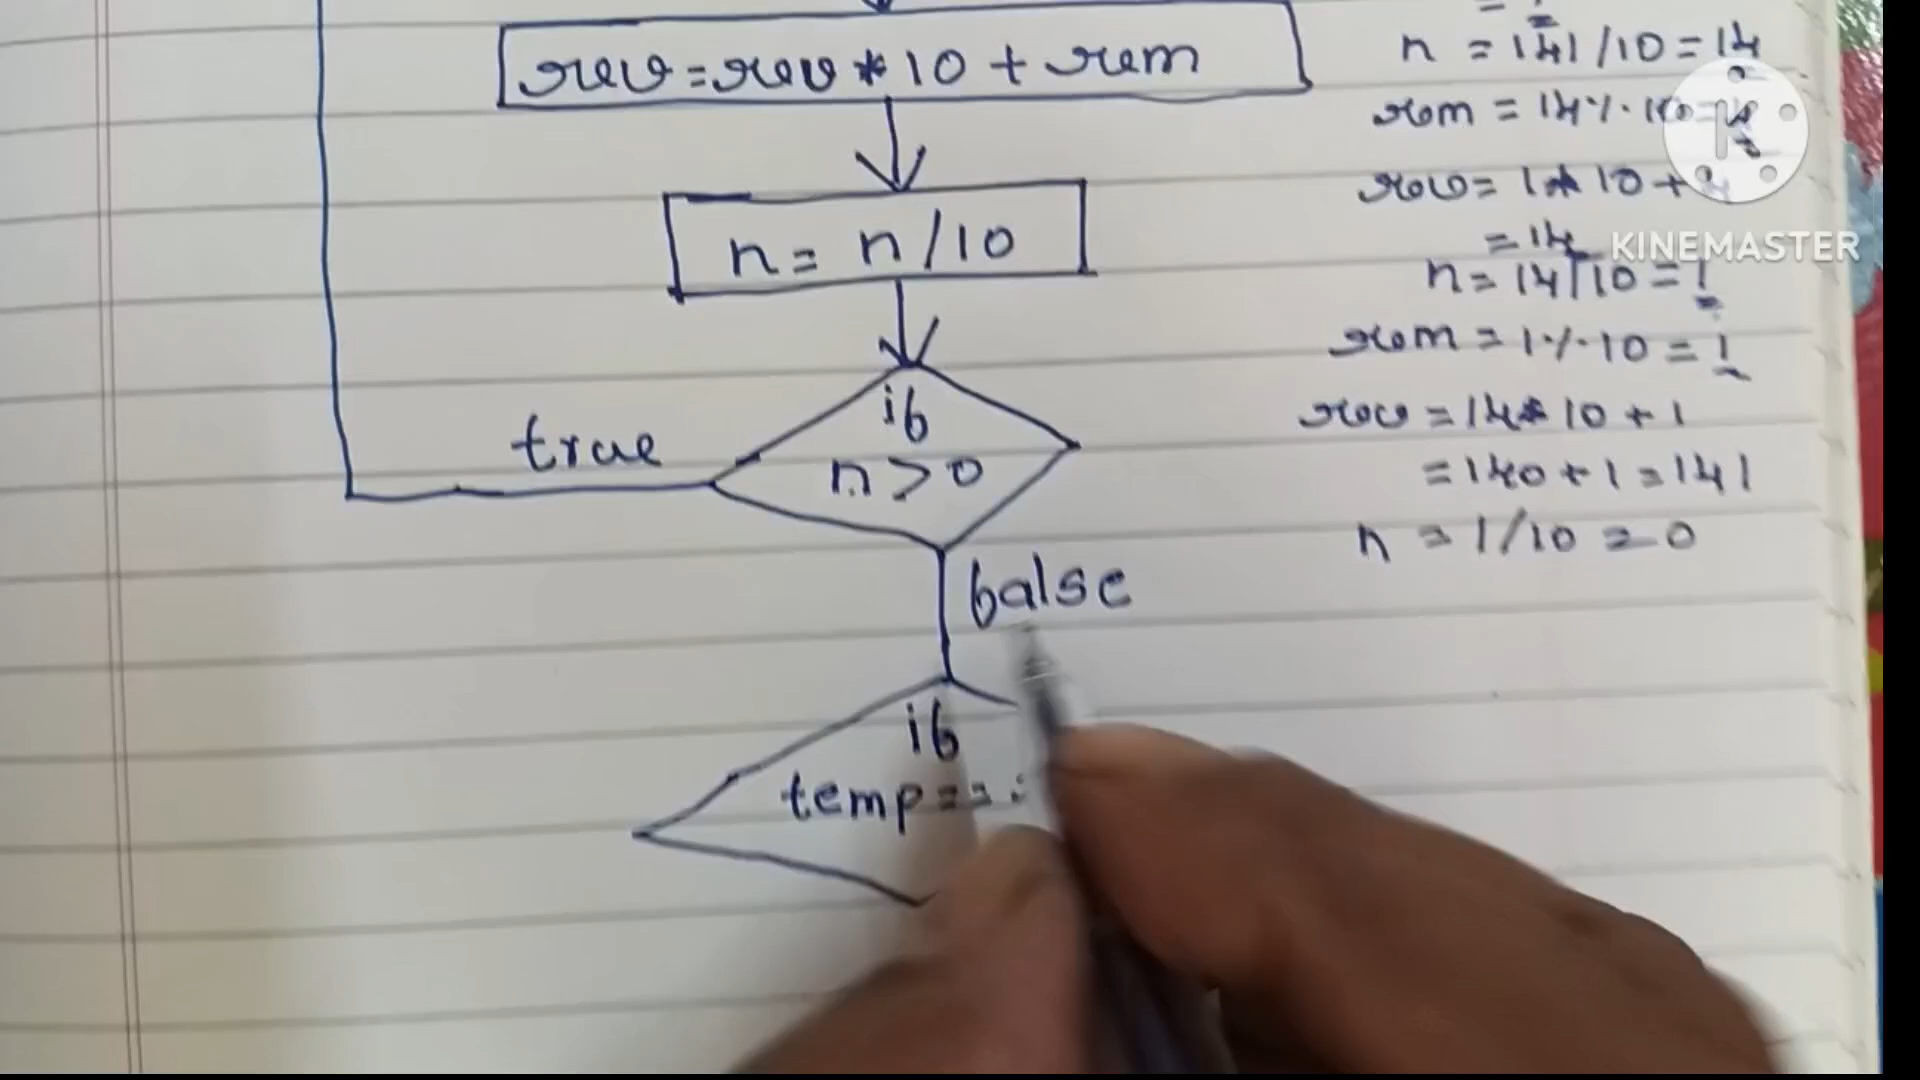 rev=rev*10+rem
n = n/10
if
n>0
true
false
if
temp==
n = 141/10=14
rem = 14%10=4
rev= 1*10+4
=14
n= 14/10 = 1
rem = 1%10 = 1
rev = 14*10+1
=140+1=141
n = 1/10 = 0
KINEMASTER